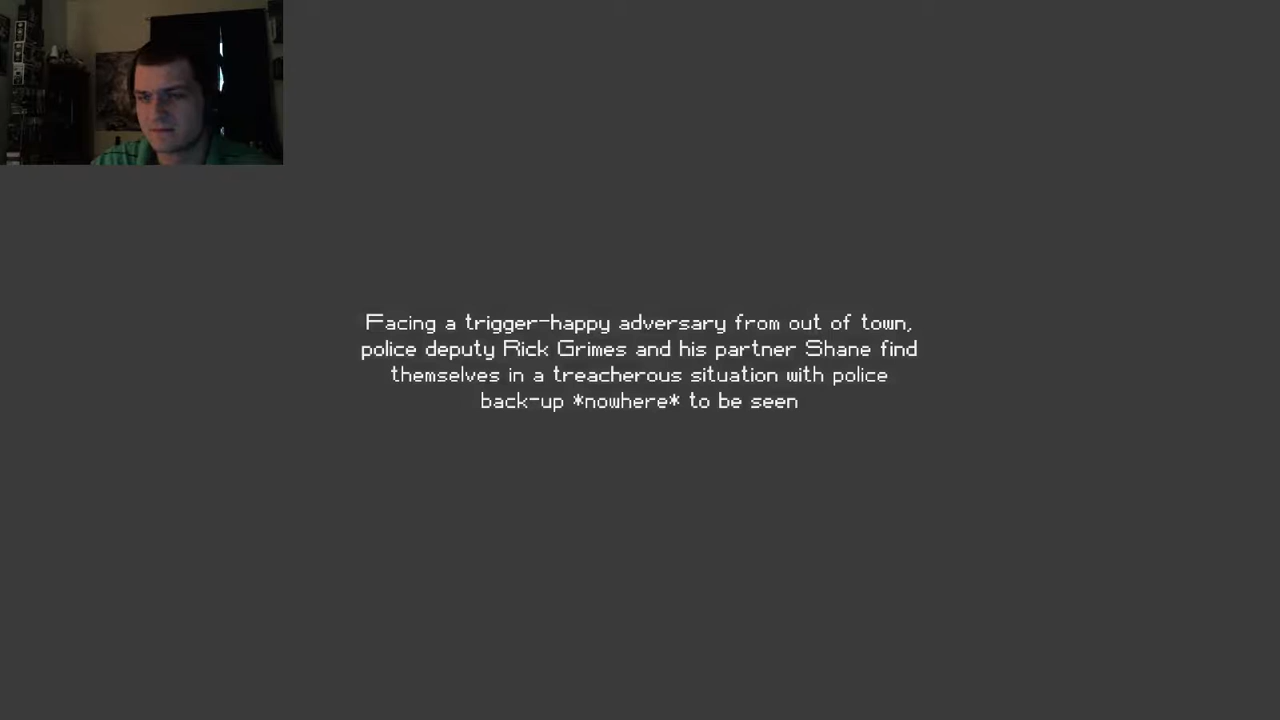 Facing a trigger-happy adversary from out of town,
police deputy Rick Grimes and his partner Shane find
themselves in a treacherous situation with police
back-up *nowhere* to be seen